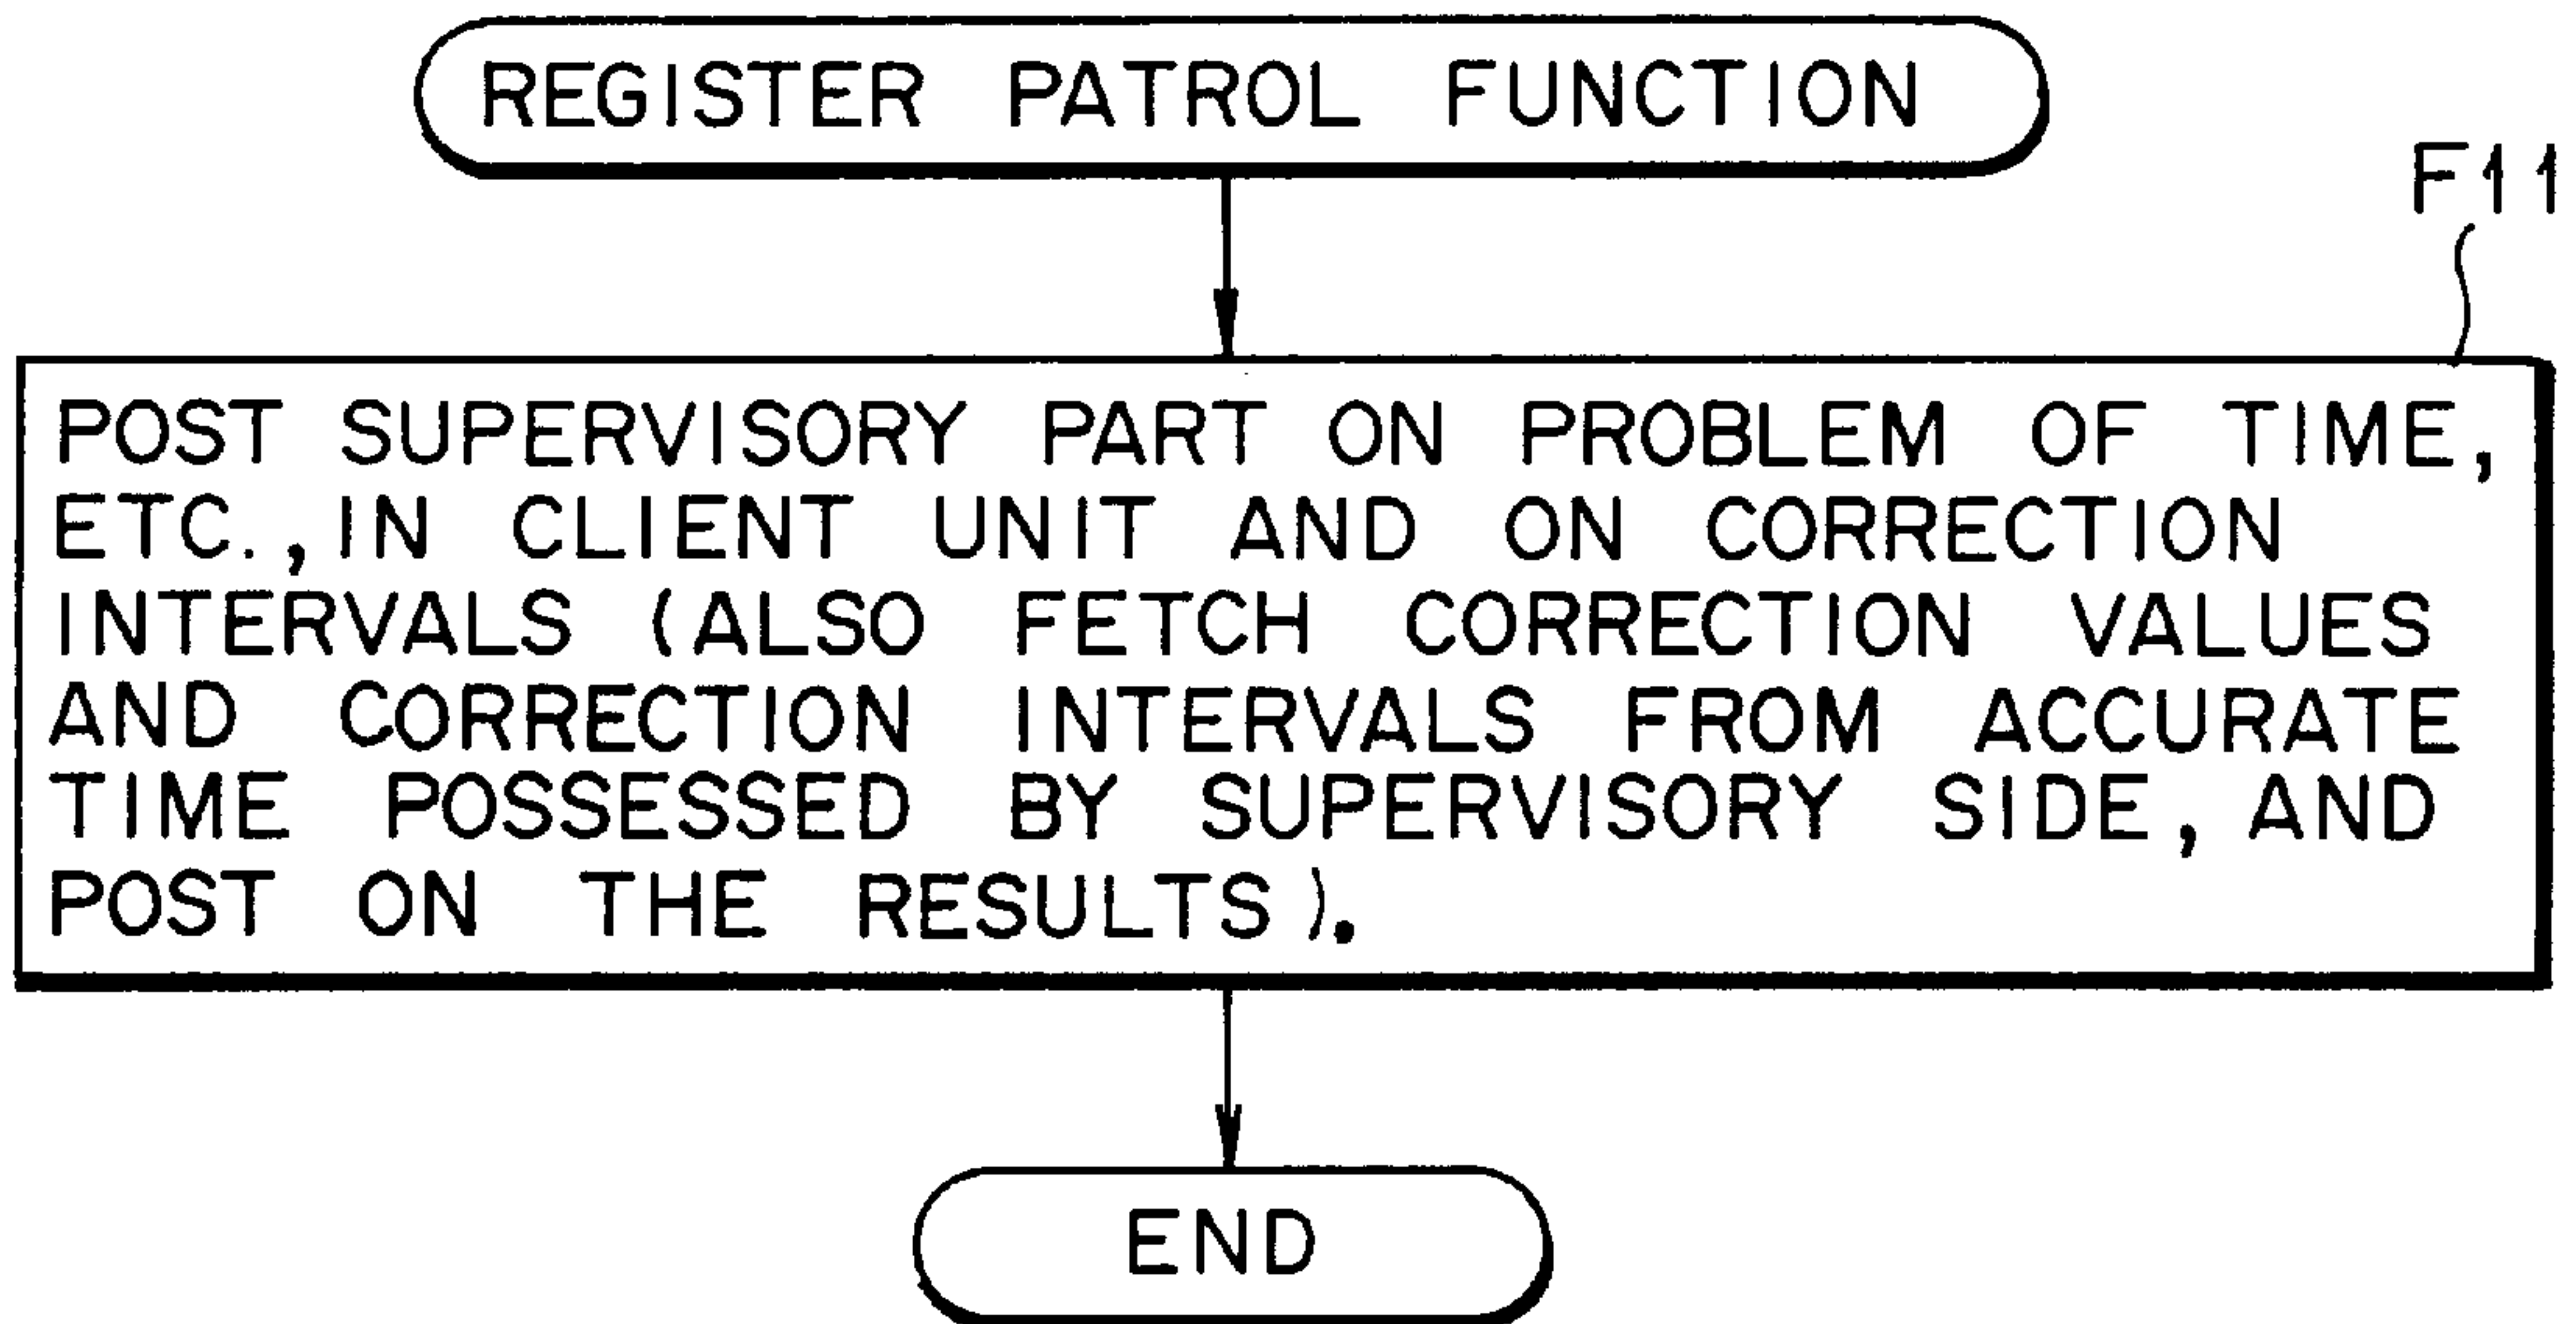 REGISTER PATROL FUNCTION
F11
POST SUPERVISORY PART ON PROBLEM OF TIME,
ETC., IN CLIENT UNIT AND ON CORRECTION
INTERVALS (ALSO FETCH CORRECTION VALUES
AND CORRECTION INTERVALS FROM ACCURATE
TIME POSSESSED BY SUPERVISORY SIDE, AND
POST ON THE RESULTS).
END